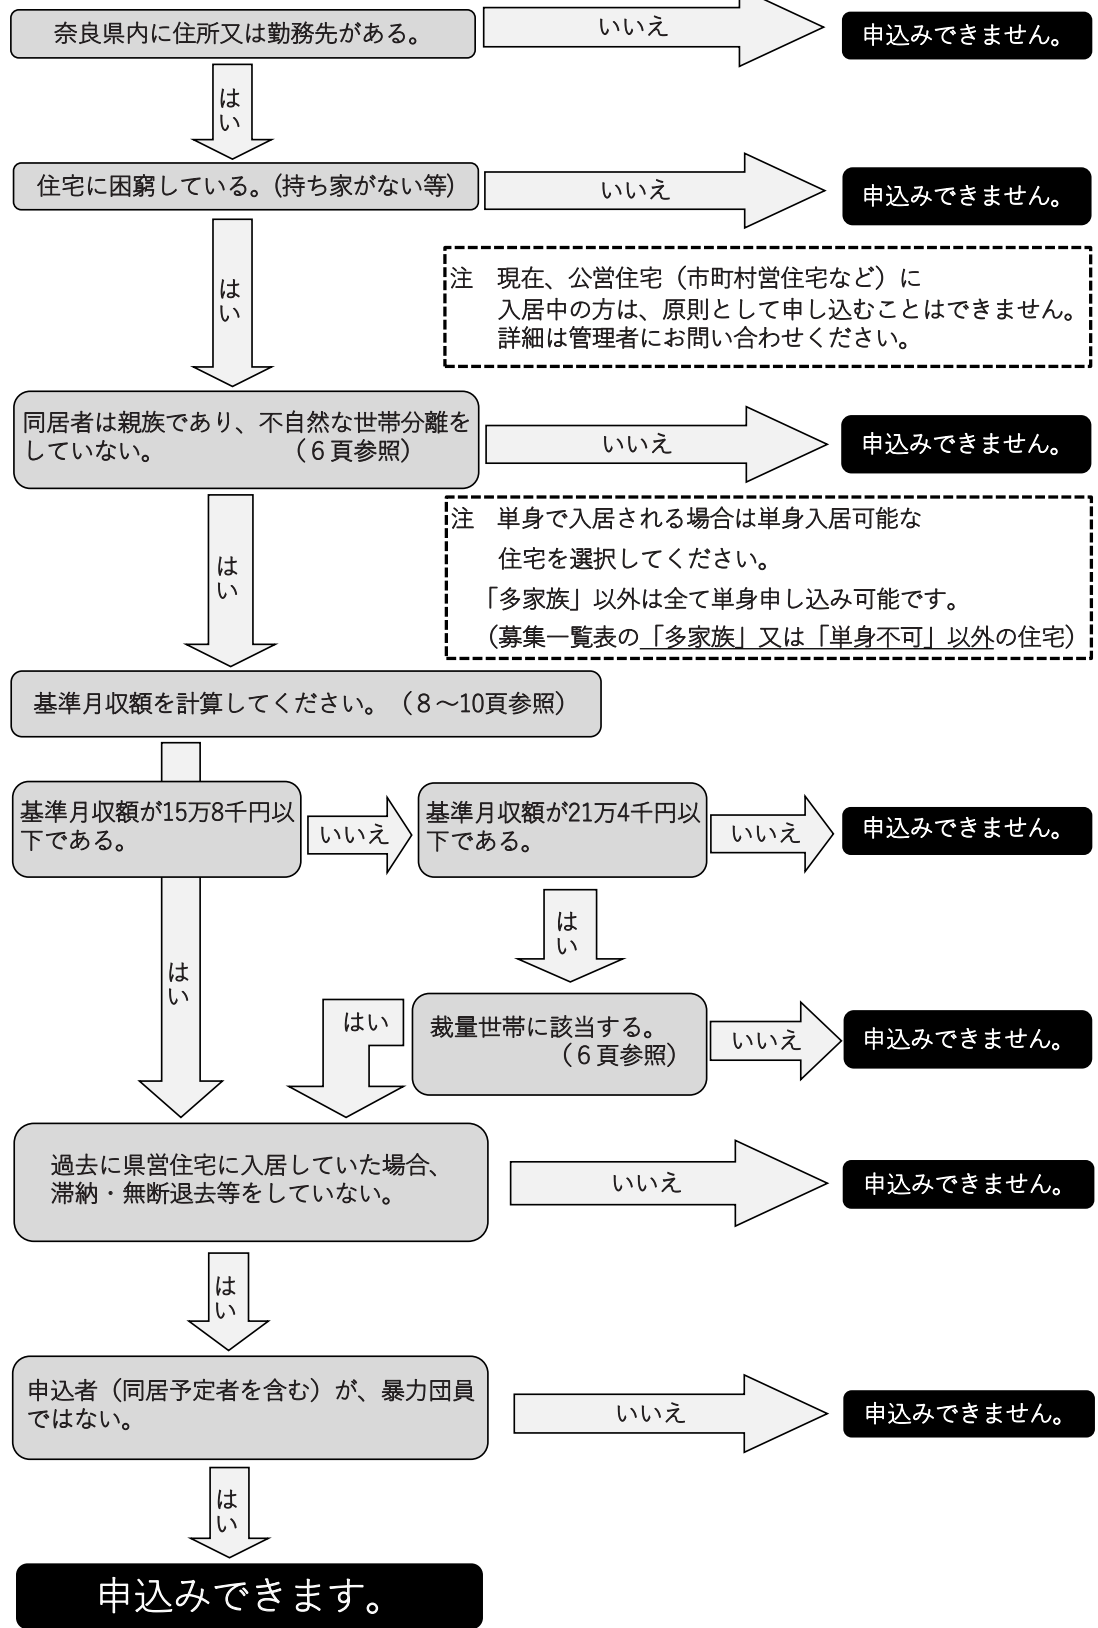 奈良県内に住所又は勤務先がある。
いいえ
申込みできません。
はい
住宅に困窮している。(持ち家がない等)
いいえ
申込みできません。
はい
注　現在、公営住宅（市町村営住宅など）に
入居中の方は、原則として申し込むことはできません。
詳細は管理者にお問い合わせください。
同居者は親族であり、不自然な世帯分離を
していない。　（６頁参照）
いいえ
申込みできません。
はい
注　単身で入居される場合は単身入居可能な
住宅を選択してください。
「多家族」以外は全て単身申し込み可能です。
（募集一覧表の「多家族」又は「単身不可」以外の住宅）
基準月収額を計算してください。（８～10頁参照）
基準月収額が15万8千円以
下である。
いいえ
基準月収額が21万4千円以
下である。
いいえ
申込みできません。
はい
はい
はい
裁量世帯に該当する。
（６頁参照）
いいえ
申込みできません。
過去に県営住宅に入居していた場合、
滞納・無断退去等をしていない。
いいえ
申込みできません。
はい
申込者（同居予定者を含む）が、暴力団員
ではない。
いいえ
申込みできません。
はい
申込みできます。